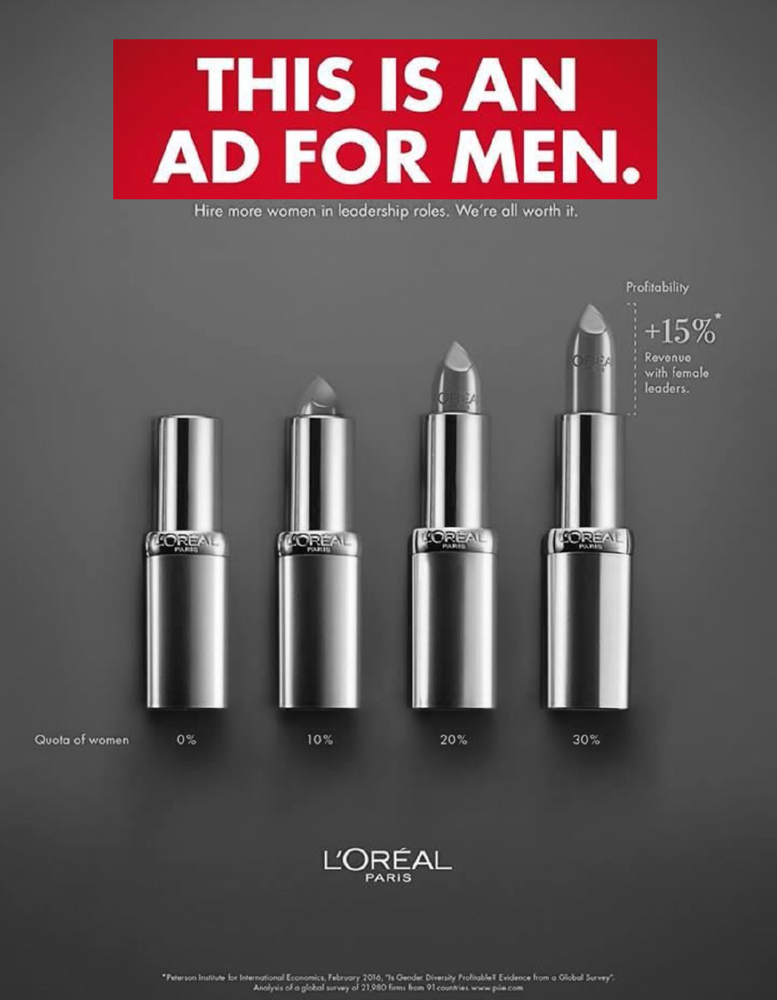 THIS IS AN
AD FOR MEN.
Hire more women in leadership roles. We're all worth it.
Profitability
+15%*
Revenue
with female
leaders.
L'ORÉAL
PARIS
L'ORÉAL
PARIS
L'ORÉAL
PARIS
L'ORÉAL
PARIS
Quota of women 0% 10% 20% 30%
L'ORÉAL
PARIS
*Peterson Institute for International Economics, February 2016, "Is Gender Diversity Profitable? Evidence from a Global Survey".
Analysis of a global survey of 21,980 firms from 91 countries. www.piie.com